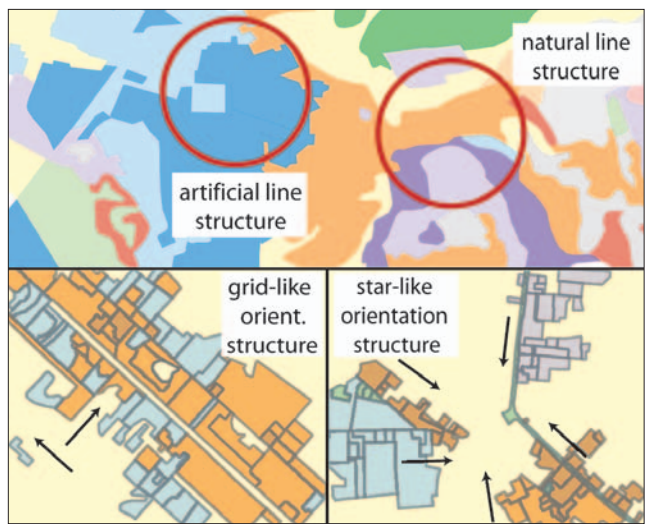 natural line
structure
artificial line
structure
grid-like
orient.
structure
star-like
orientation
structure